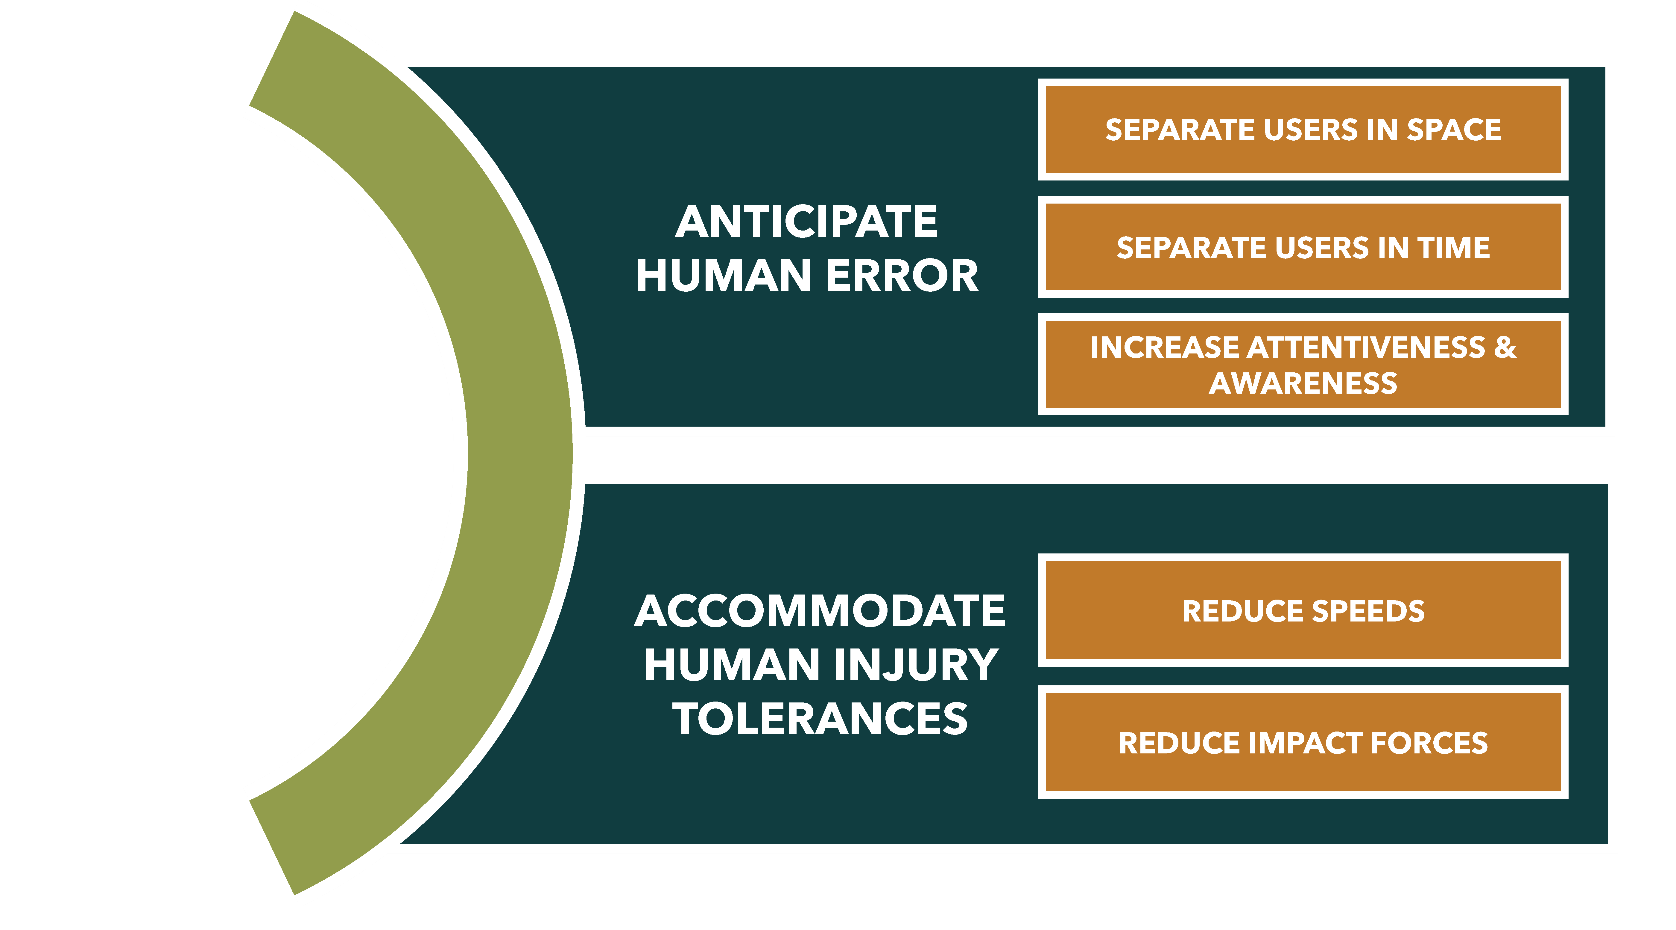 ANTICIPATE
HUMAN ERROR
SEPARATE USERS IN SPACE
SEPARATE USERS IN TIME
INCREASE ATTENTIVENESS &
AWARENESS
ACCOMMODATE
HUMAN INJURY
TOLERANCES
REDUCE SPEEDS
REDUCE IMPACT FORCES